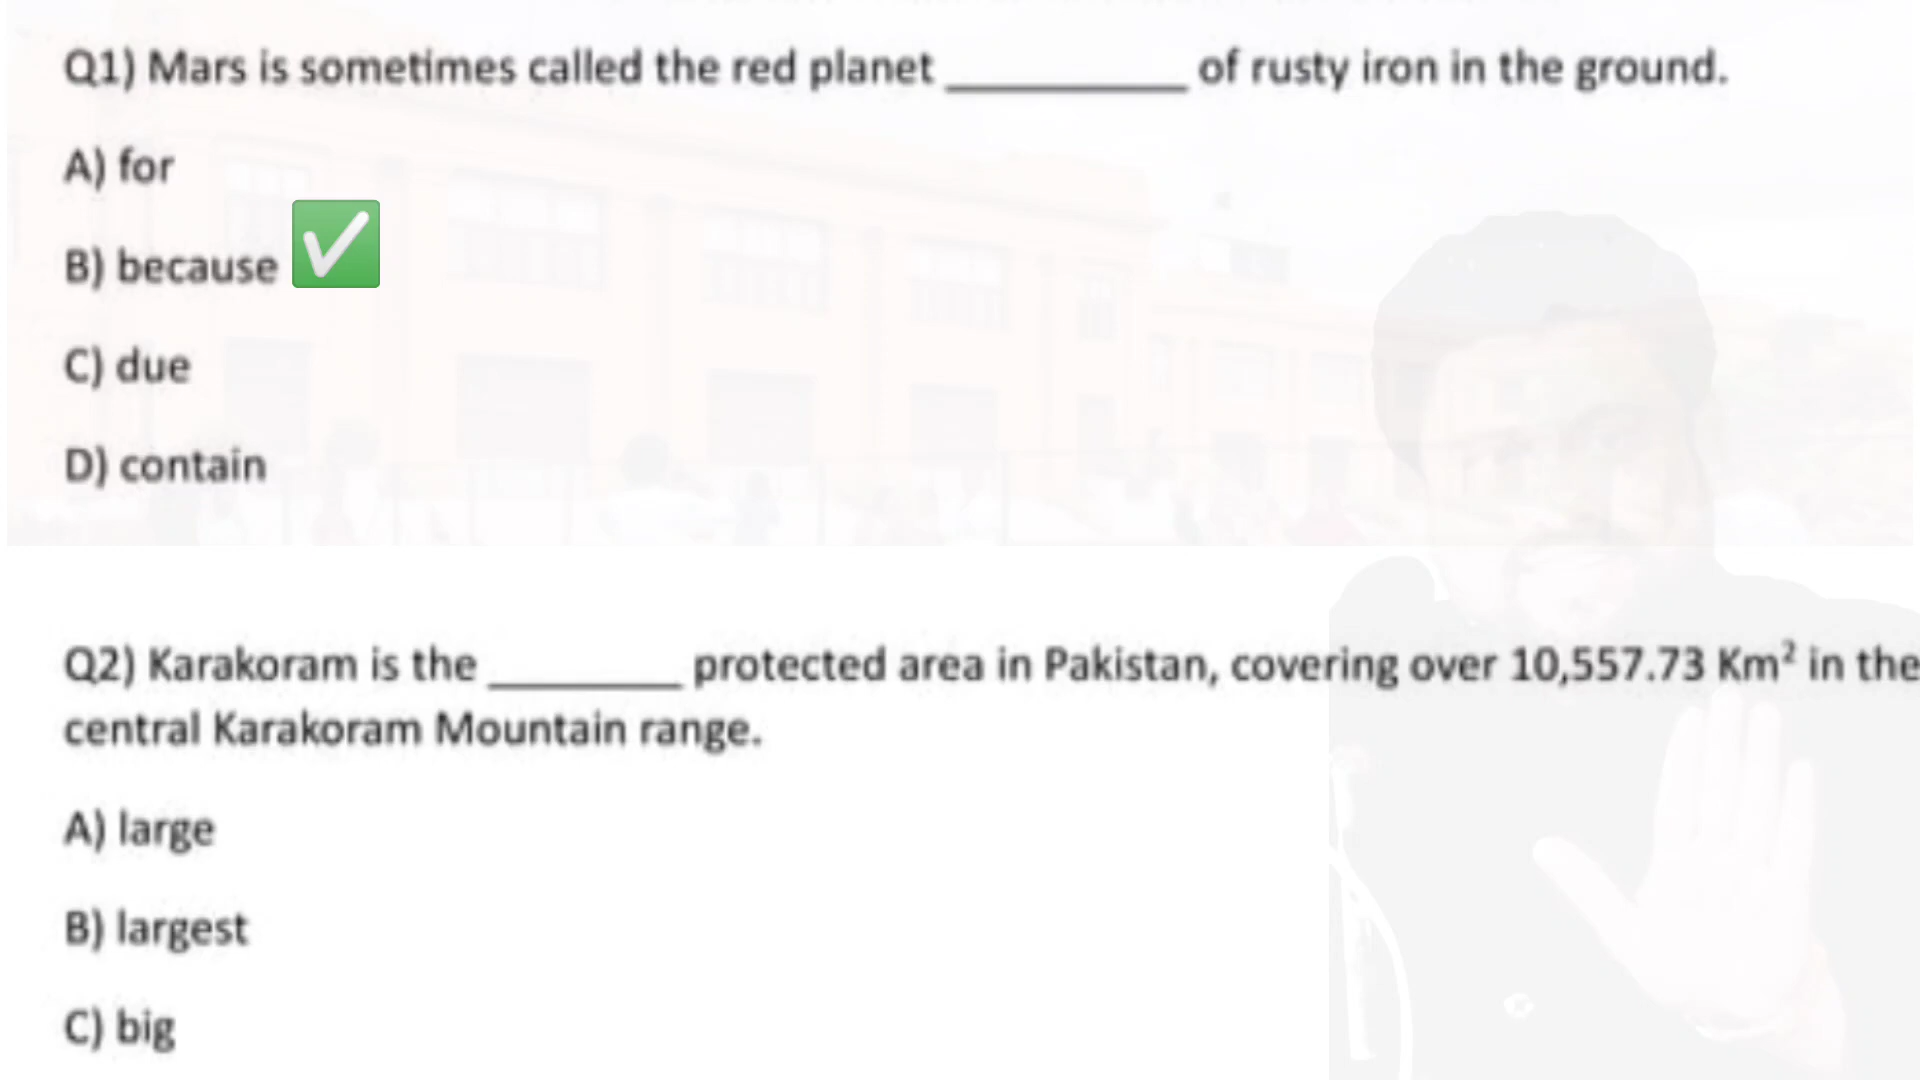 Q1) Mars is sometimes called the red planet __________ of rusty iron in the ground.
A) for
B) because
C) due
D) contain
Q2) Karakoram is the ________ protected area in Pakistan, covering over 10,557.73 Km² in the
central Karakoram Mountain range.
A) large
B) largest
C) big